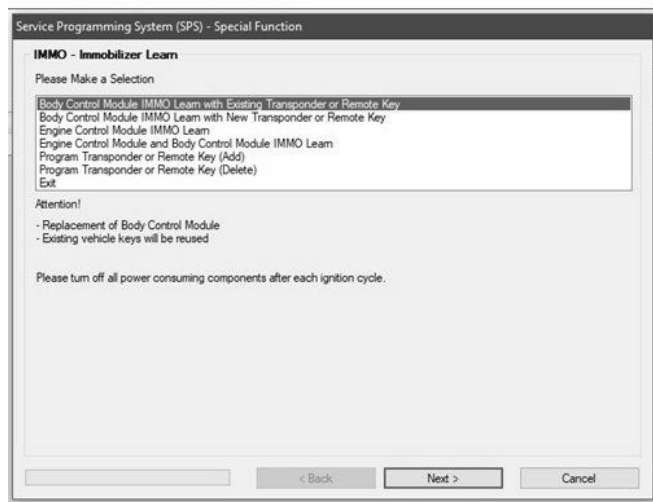 Service Programming System (SPS) - Special Function
IMMO - Immobilizer Learn
Please Make a Selection
Body Control Module IMMO Learn with Existing Transponder or Remote Key
Body Control Module IMMO Learn with New Transponder or Remote Key
Engine Control Module IMMO Learn
Engine Control Module and Body Control Module IMMO Learn
Program Transponder or Remote Key (Add)
Program Transponder or Remote Key (Delete)
Exit
Attention!
- Replacement of Body Control Module
- Existing vehicle keys will be reused
Please turn off all power consuming components after each ignition cycle.
< Back Next > Cancel